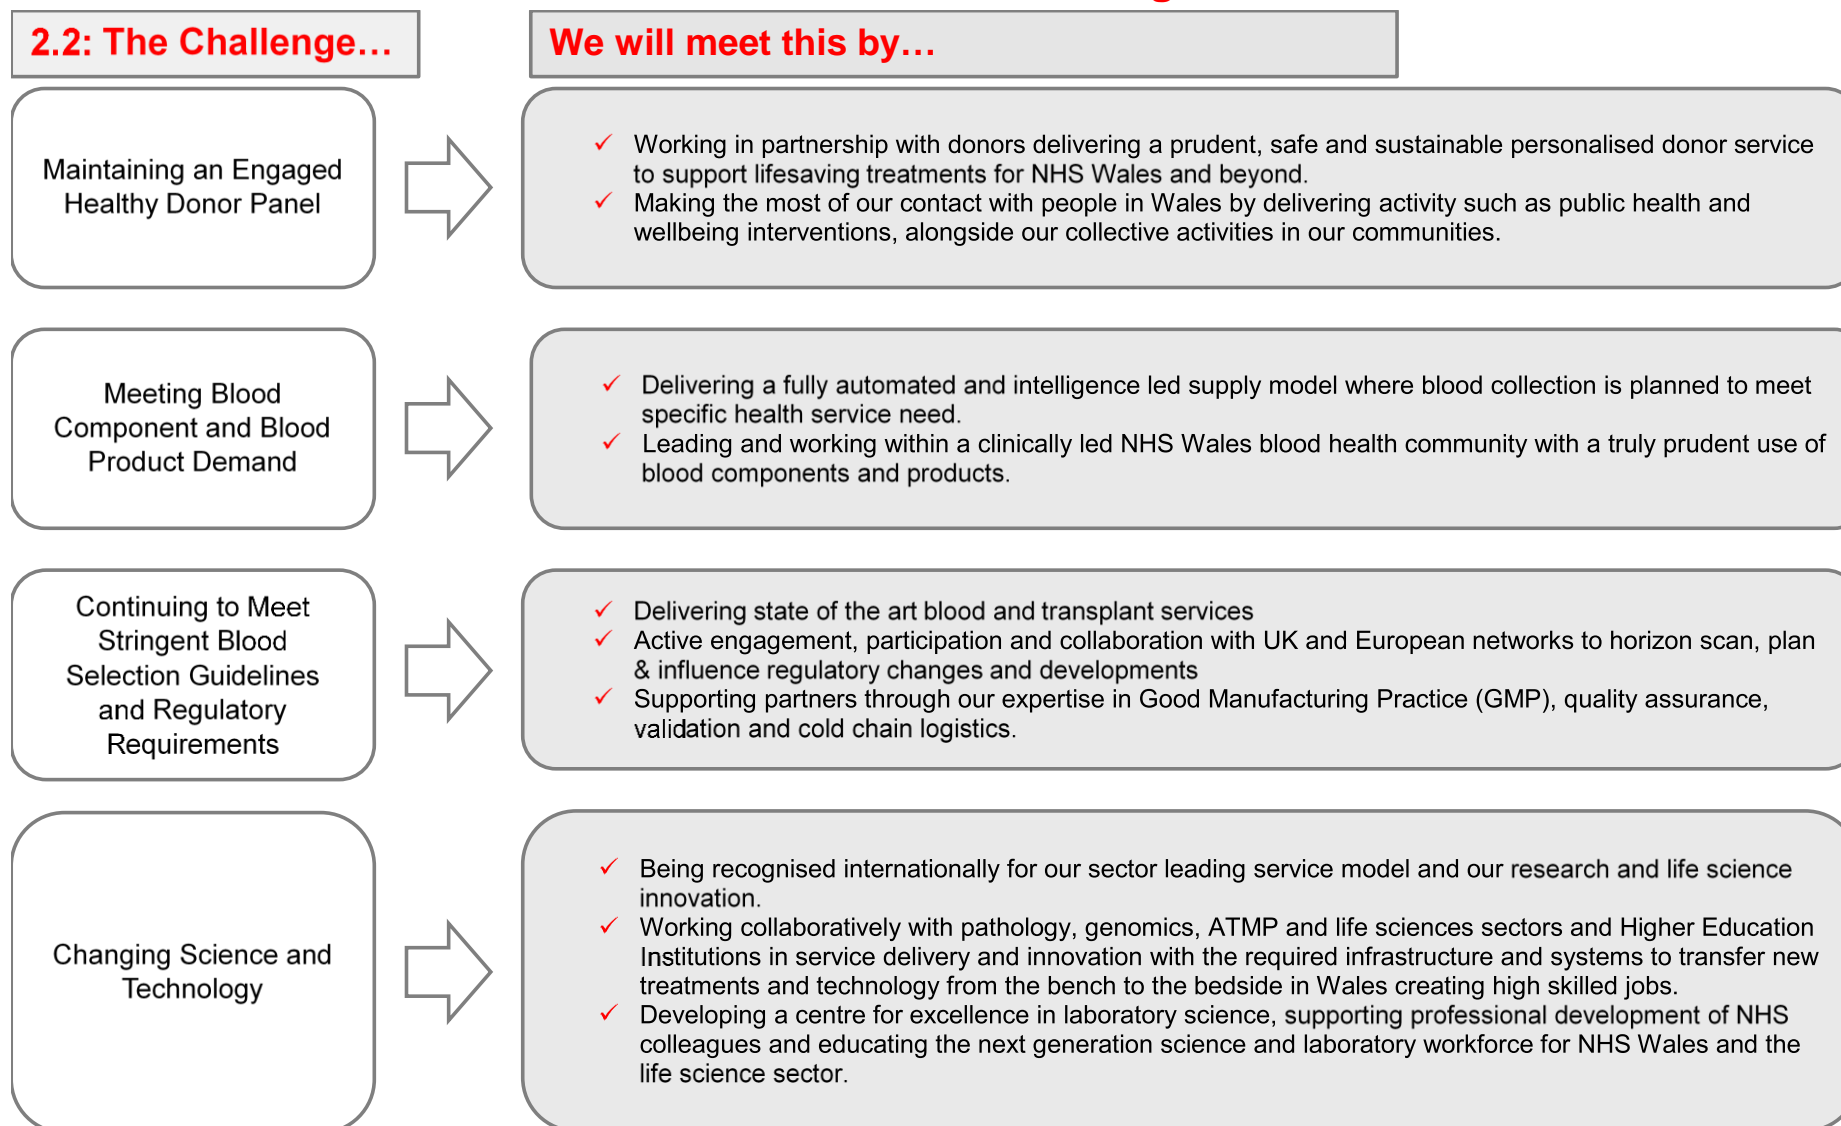 2.2: The Challenge…
We will meet this by…
Maintaining an Engaged
Healthy Donor Panel
Working in partnership with donors delivering a prudent, safe and sustainable personalised donor service
to support lifesaving treatments for NHS Wales and beyond.
Making the most of our contact with people in Wales by delivering activity such as public health and
wellbeing interventions, alongside our collective activities in our communities.
Meeting Blood
Component and Blood
Product Demand
Delivering a fully automated and intelligence led supply model where blood collection is planned to meet
specific health service need.
Leading and working within a clinically led NHS Wales blood health community with a truly prudent use of
blood components and products.
Continuing to Meet
Stringent Blood
Selection Guidelines
and Regulatory
Requirements
Delivering state of the art blood and transplant services
Active engagement, participation and collaboration with UK and European networks to horizon scan, plan
& influence regulatory changes and developments
Supporting partners through our expertise in Good Manufacturing Practice (GMP), quality assurance,
validation and cold chain logistics.
Changing Science and
Technology
Being recognised internationally for our sector leading service model and our research and life science
innovation.
Working collaboratively with pathology, genomics, ATMP and life sciences sectors and Higher Education
Institutions in service delivery and innovation with the required infrastructure and systems to transfer new
treatments and technology from the bench to the bedside in Wales creating high skilled jobs.
Developing a centre for excellence in laboratory science, supporting professional development of NHS
colleagues and educating the next generation science and laboratory workforce for NHS Wales and the
life science sector.